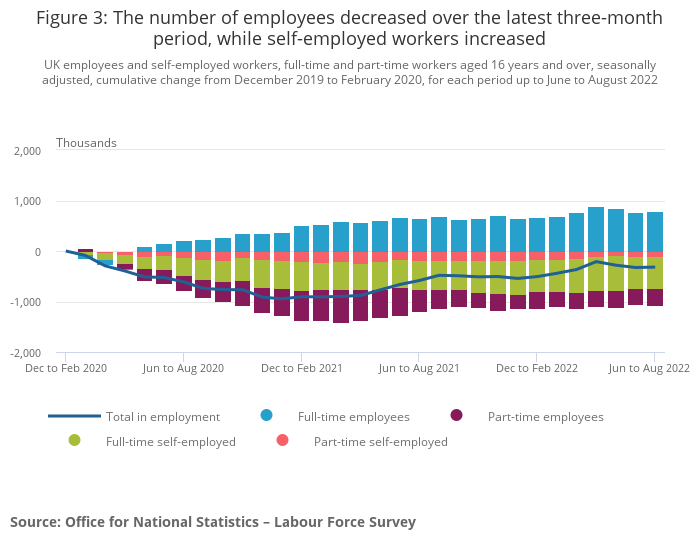 Figure 3: The number of employees decreased over the latest three-month
period, while self-employed workers increased
UK employees and self-employed workers, full-time and part-time workers aged 16 years and over, seasonally
adjusted, cumulative change from December 2019 to February 2020, for each period up to June to August 2022
Thousands
2,000
1,000
0
-1,000
-2,000
Dec to Feb 2020 Jun to Aug 2020 Dec to Feb 2021 Jun to Aug 2021 Dec to Feb 2022 Jun to Aug 2022
Total in employment Full-time employees Part-time employees
Full-time self-employed Part-time self-employed
Source: Office for National Statistics – Labour Force Survey